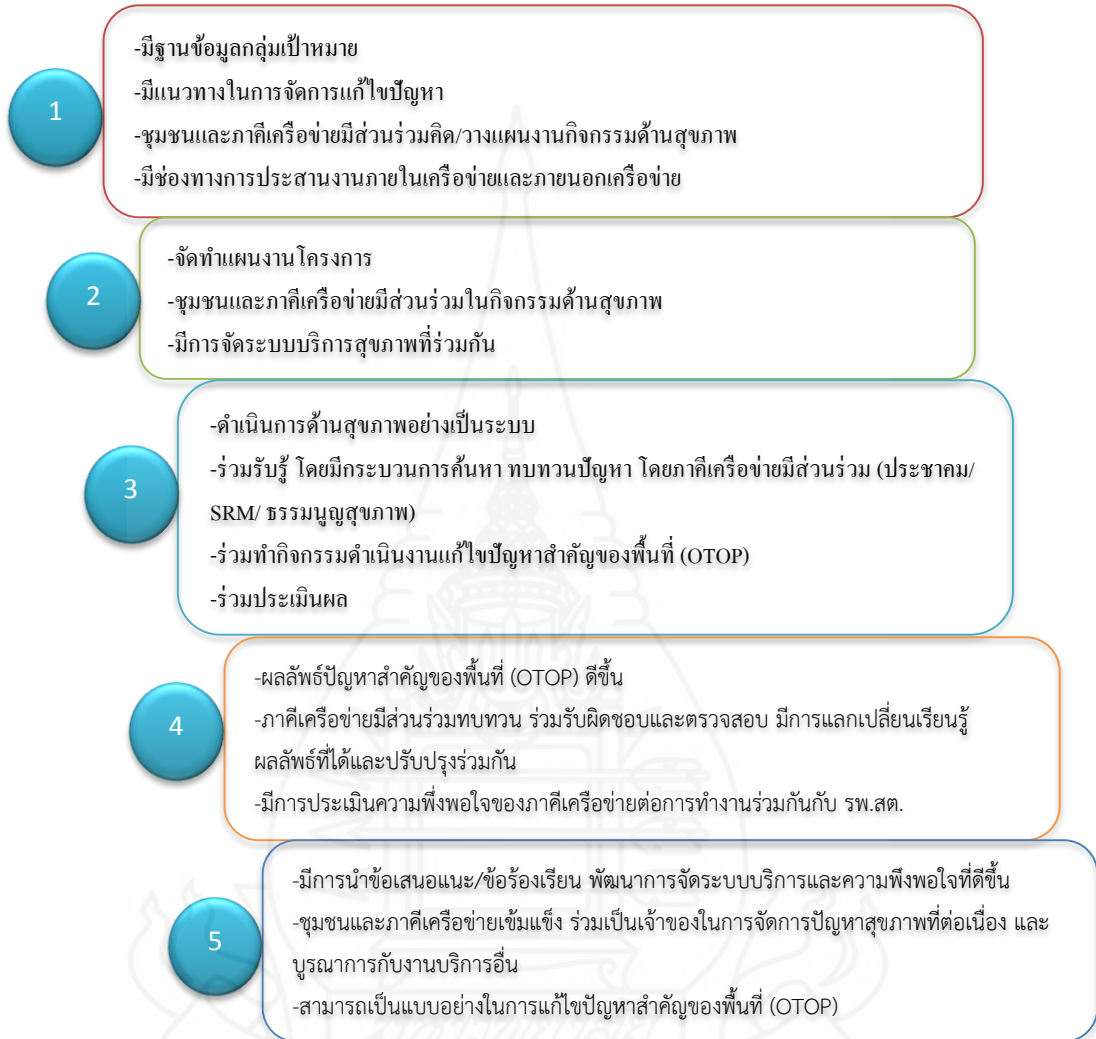 1
-มีฐานข้อมูลกลุ่มเป้าหมาย
-มีแนวทางในการจัดการแก้ไขปัญหา
-ชุมชนและภาคีเครือข่ายมีส่วนร่วมคิด/วางแผนงานกิจกรรมด้านสุขภาพ
-มีช่องทางการประสานงานภายในเครือข่ายและภายนอกเครือข่าย
2
-จัดทำแผนงานโครงการ
-ชุมชนและภาคีเครือข่ายมีส่วนร่วมในกิจกรรมด้านสุขภาพ
-มีการจัดระบบบริการสุขภาพที่ร่วมกัน
3
-ดำเนินการด้านสุขภาพอย่างเป็นระบบ
-ร่วมรับรู้ โดยมีกระบวนการค้นหา ทบทวนปัญหา โดยภาคีเครือข่ายมีส่วนร่วม (ประชาคม/
SRM/ ธรรมนูญสุขภาพ)
-ร่วมทำกิจกรรมดำเนินงานแก้ไขปัญหาสำคัญของพื้นที่ (OTOP)
-ร่วมประเมินผล
4
-ผลลัพธ์ปัญหาสำคัญของพื้นที่ (OTOP) ดีขึ้น
-ภาคีเครือข่ายมีส่วนร่วมทบทวน ร่วมรับผิดชอบและตรวจสอบ มีการแลกเปลี่ยนเรียนรู้
ผลลัพธ์ที่ได้และปรับปรุงร่วมกัน
-มีการประเมินความพึ่งพอใจของภาคีเครือข่ายต่อการทำงานร่วมกันกับ รพ.สต.
5
-มีการนำข้อเสนอแนะ/ข้อร้องเรียน พัฒนาการจัดระบบบริการและความพึงพอใจที่ดีขึ้น
-ชุมชนและภาคีเครือข่ายเข้มแข็ง ร่วมเป็นเจ้าของในการจัดการปัญหาสุขภาพที่ต่อเนื่อง และ
บูรณาการกับงานบริการอื่น
-สามารถเป็นแบบอย่างในการแก้ไขปัญหาสำคัญของพื้นที่ (OTOP)